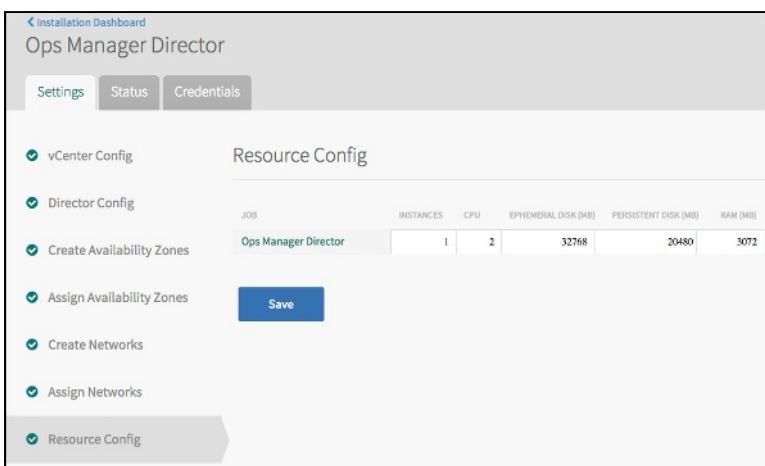 Installation Dashboard
Ops Manager Director
Settings Status Credentials
vCenter Config
Director Config
Create Availability Zones
Assign Availability Zones
Create Networks
Assign Networks
Resource Config
Resource Config
JOB INSTANCES CPU EPHEMERAL DISK (MB) PERSISTENT DISK (MB) RAM (MB)
Ops Manager Director 1 2 32768 20480 3072
Save